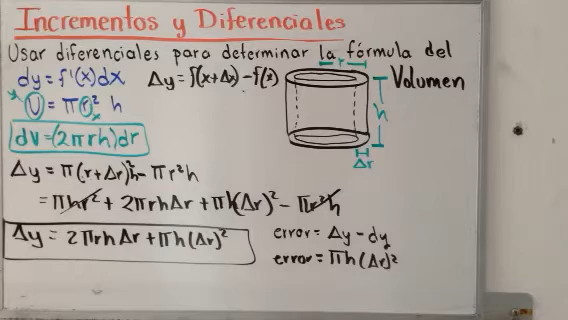 Incrementos y Diferenciales
Usar diferenciales para determinar la fórmula del
Volumen
dy = f'(x)dx   Δy = f(x+Δx) - f(x)
V = πr² h
dV = (2πrh)dr
r
h
Δr
Δy = π(r+Δr)²h - πr²h
= πhr² + 2πrhΔr + πh(Δr)² - πr²h
Δy = 2πrhΔr + πh(Δr)²
error = Δy - dy
error = πh(Δr)²